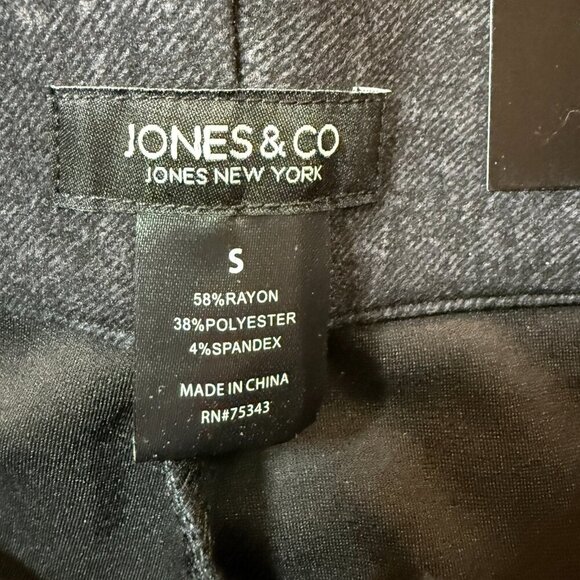 JONES & CO
JONES NEW YORK
S
58%RAYON
38%POLYESTER
4%SPANDEX
MADE IN CHINA
RN#75343